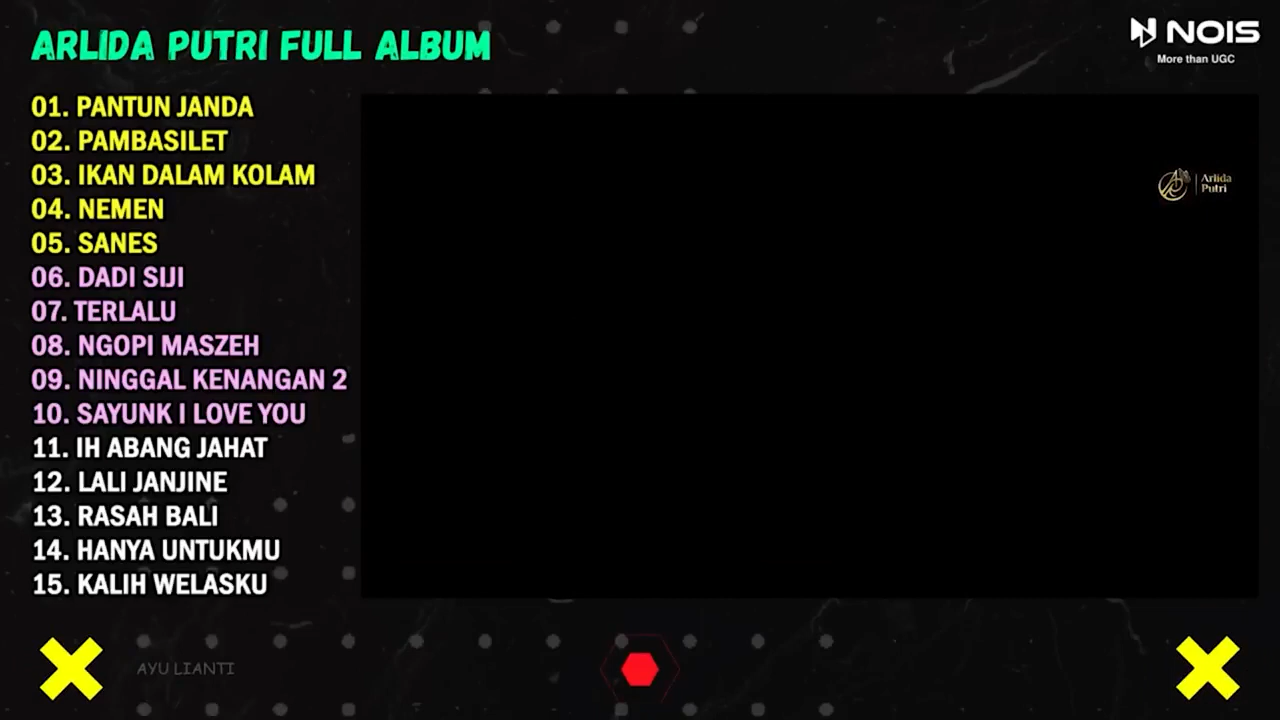 ARLIDA PUTRI FULL ALBUM
NOIS
More than UGC
01. PANTUN JANDA
02. PAMBASILET
03. IKAN DALAM KOLAM
04. NEMEN
05. SANES
06. DADI SIJI
07. TERLALU
08. NGOPI MASZEH
09. NINGGAL KENANGAN 2
10. SAYUNK I LOVE YOU
11. IH ABANG JAHAT
12. LALI JANJINE
13. RASAH BALI
14. HANYA UNTUKMU
15. KALIH WELASKU
Arlida
Putri
AYU LIANTI